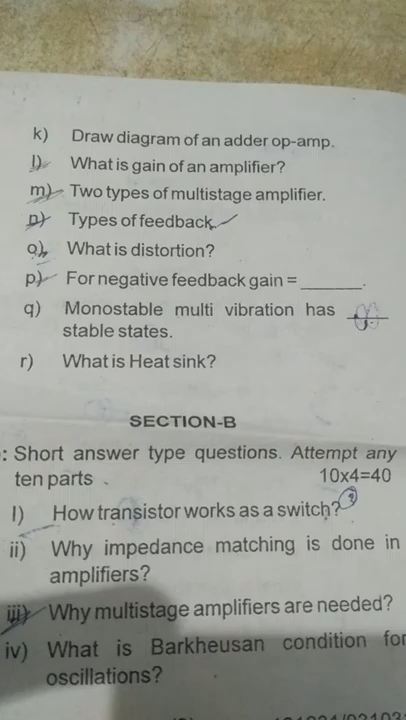 k) Draw diagram of an adder op-amp.
l) What is gain of an amplifier?
m) Two types of multistage amplifier.
n) Types of feedback.
o) What is distortion?
p) For negative feedback gain = ______.
q) Monostable multi vibration has ____
stable states.
r) What is Heat sink?
SECTION-B
: Short answer type questions. Attempt any
ten parts 10x4=40
I) How transistor works as a switch?
ii) Why impedance matching is done in
amplifiers?
iii) Why multistage amplifiers are needed?
iv) What is Barkheusan condition for
oscillations?